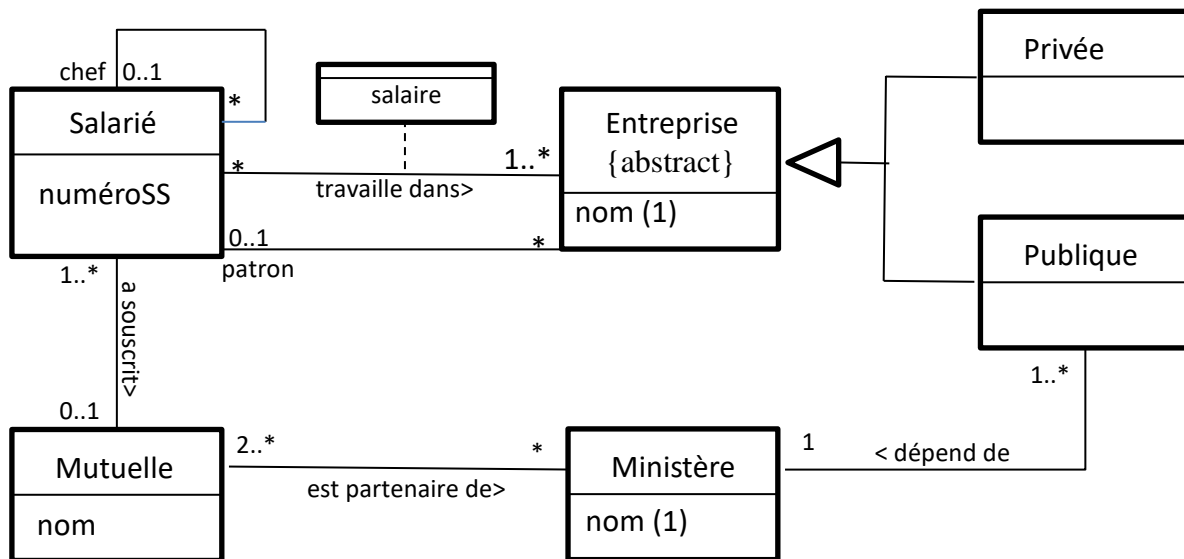 Privée
chef 0..1
salaire
Salarié
*
Entreprise
{abstract}
*
1..*
travaille dans>
numéroSS
nom (1)
0..1
*
patron
Publique
1..*
a souscrit>
1..*
0..1
2..*
*
1
< dépend de
Mutuelle
Ministère
est partenaire de>
nom
nom (1)